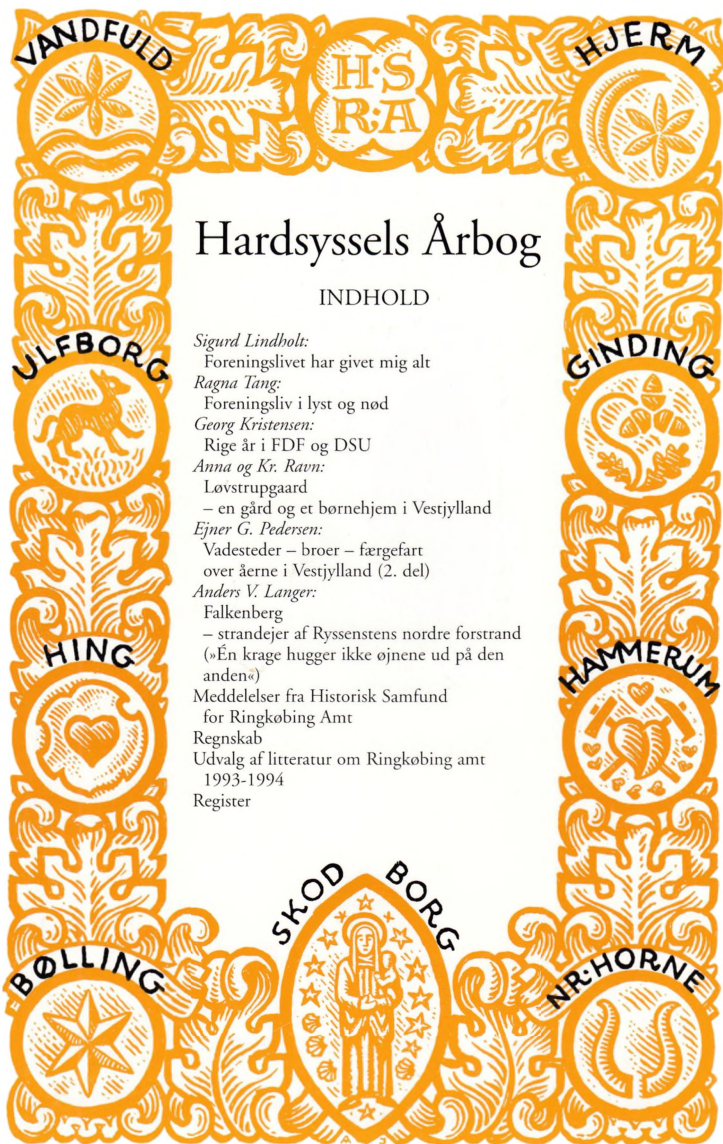 VANDFULD
H·S
R·A
HJERM
Hardsyssels Årbog
INDHOLD
Sigurd Lindholt:
Foreningslivet har givet mig alt
Ragna Tang:
Foreningsliv i lyst og nød
Georg Kristensen:
Rige år i FDF og DSU
Anna og Kr. Ravn:
Løvstrupgaard
– en gård og et børnehjem i Vestjylland
Ejner G. Pedersen:
Vadesteder – broer – færgefart
over åerne i Vestjylland (2. del)
Anders V. Langer:
Falkenberg
– strandejer af Ryssenstens nordre forstrand
(»Én krage hugger ikke øjnene ud på den
anden«)
Meddelelser fra Historisk Samfund
for Ringkøbing Amt
Regnskab
Udvalg af litteratur om Ringkøbing amt
1993-1994
Register
ULFBORG
GINDING
HING
HAMMERUM
BØLLING
SKOD BORG
NR·HORNE
A J